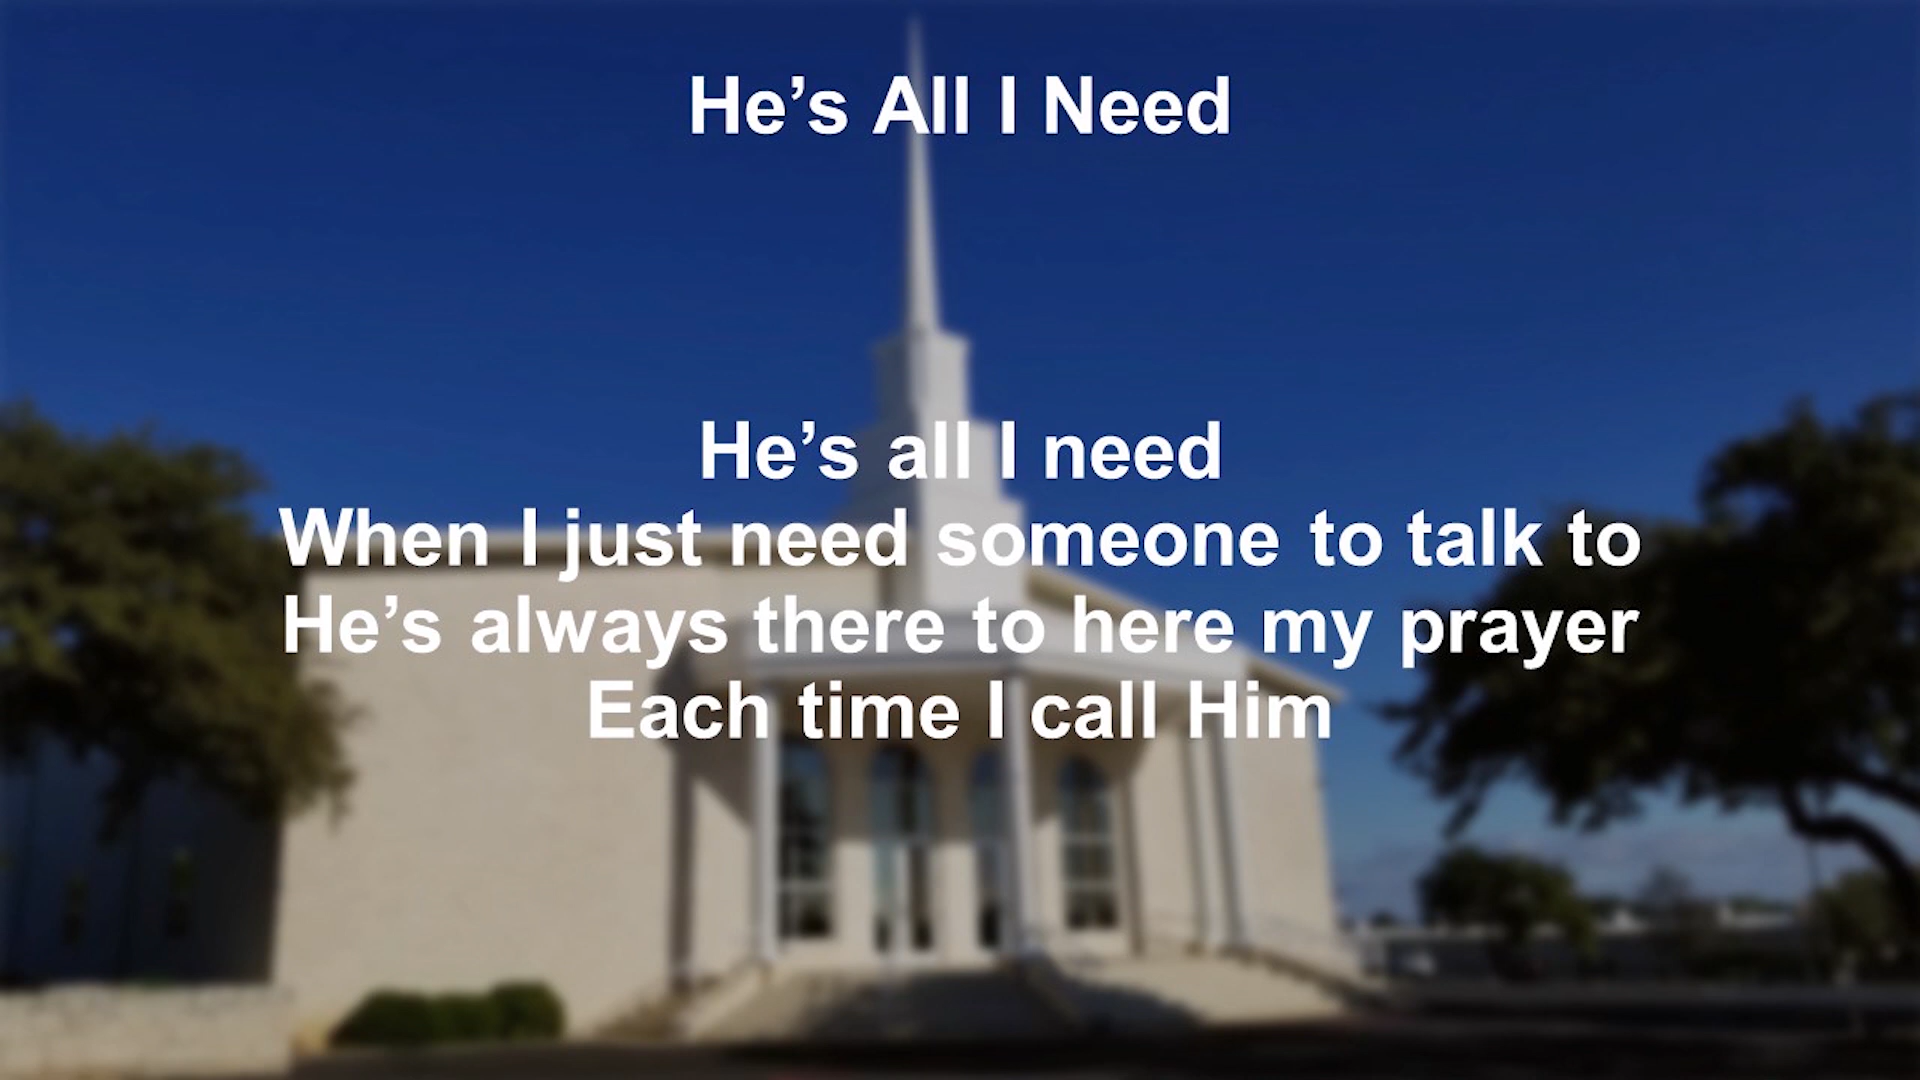 He’s All I Need
He’s all I need
When I just need someone to talk to
He’s always there to here my prayer
Each time I call Him